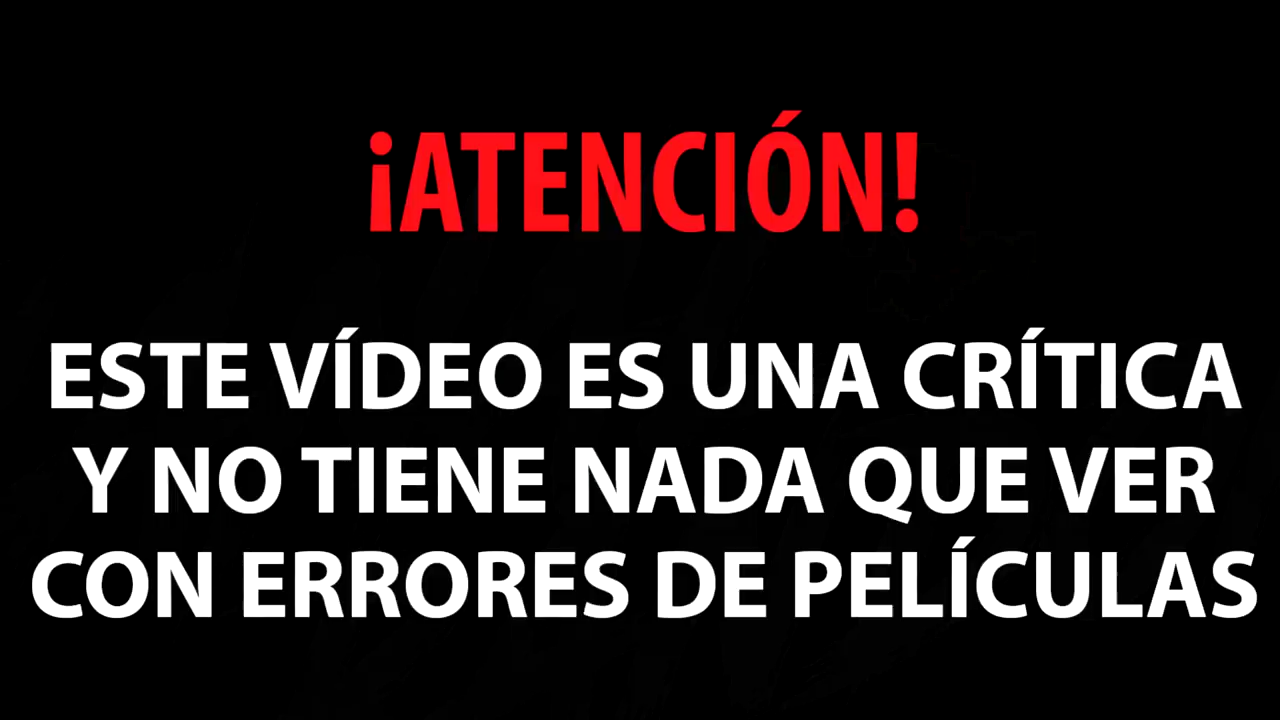 ¡ATENCIÓN!
ESTE VÍDEO ES UNA CRÍTICA
Y NO TIENE NADA QUE VER
CON ERRORES DE PELÍCULAS